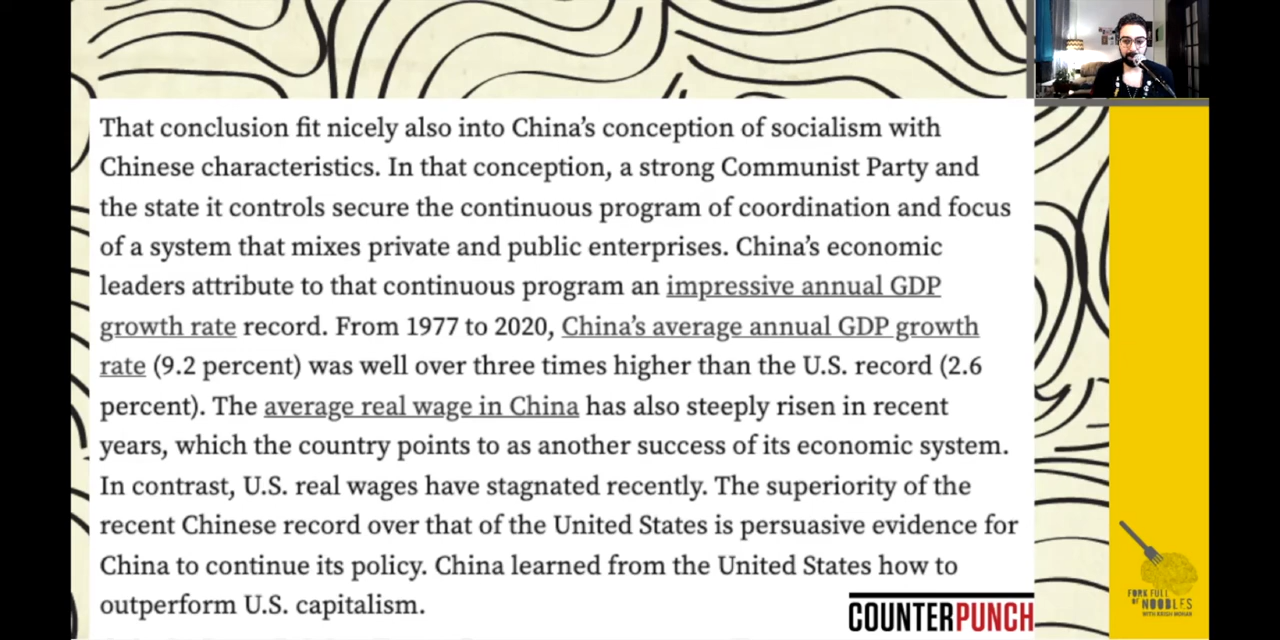 That conclusion fit nicely also into China’s conception of socialism with
Chinese characteristics. In that conception, a strong Communist Party and
the state it controls secure the continuous program of coordination and focus
of a system that mixes private and public enterprises. China’s economic
leaders attribute to that continuous program an impressive annual GDP
growth rate record. From 1977 to 2020, China’s average annual GDP growth
rate (9.2 percent) was well over three times higher than the U.S. record (2.6
percent). The average real wage in China has also steeply risen in recent
years, which the country points to as another success of its economic system.
In contrast, U.S. real wages have stagnated recently. The superiority of the
recent Chinese record over that of the United States is persuasive evidence for
China to continue its policy. China learned from the United States how to
outperform U.S. capitalism.
COUNTERPUNCH
FORK FULL
OF NOODLES
WITH KRISH MOHAN